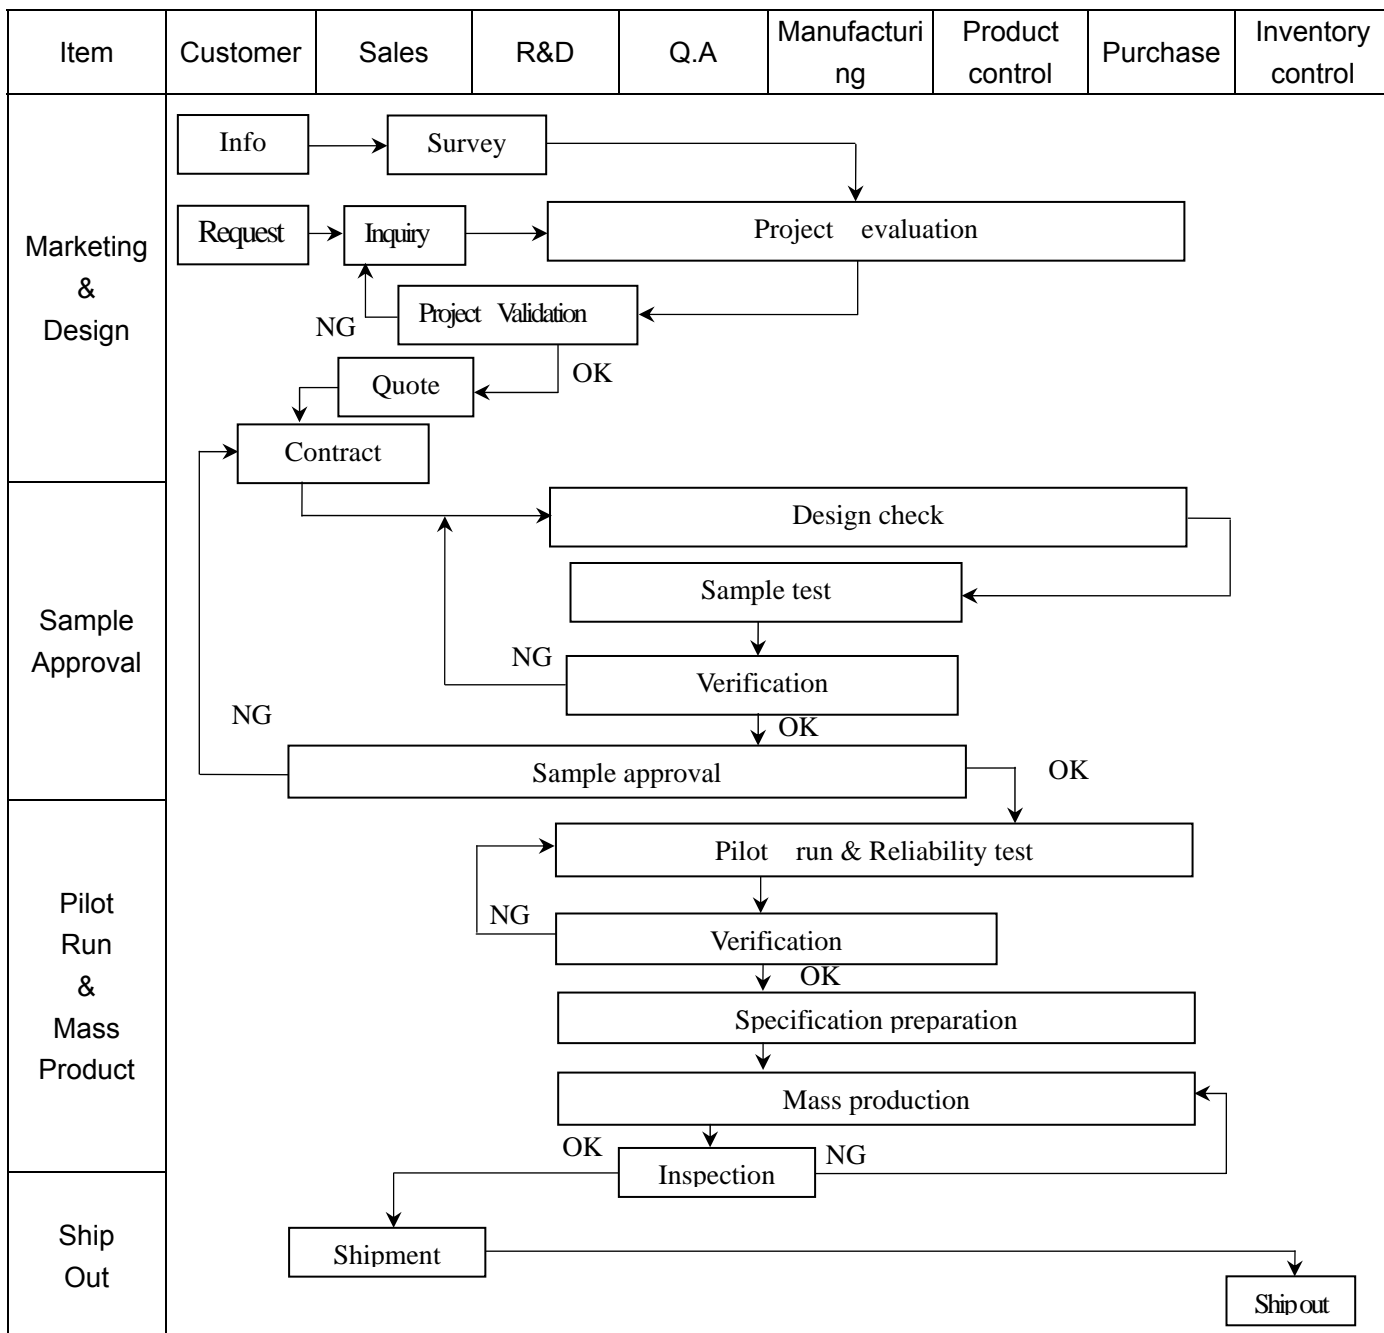 Item Customer Sales R&D Q.A Manufacturi
ng Product
control Purchase Inventory
control
Marketing
&
Design
Info
Survey
Request
Inquiry
Project evaluation
NG
Project Validation
OK
Quote
Contract
Sample
Approval
Design check
Sample test
NG
Verification
NG
OK
Sample approval
OK
Pilot
Run
&
Mass
Product
Pilot run & Reliability test
NG
Verification
OK
Specification preparation
Mass production
OK
Inspection
NG
Ship
Out
Shipment
Ship out